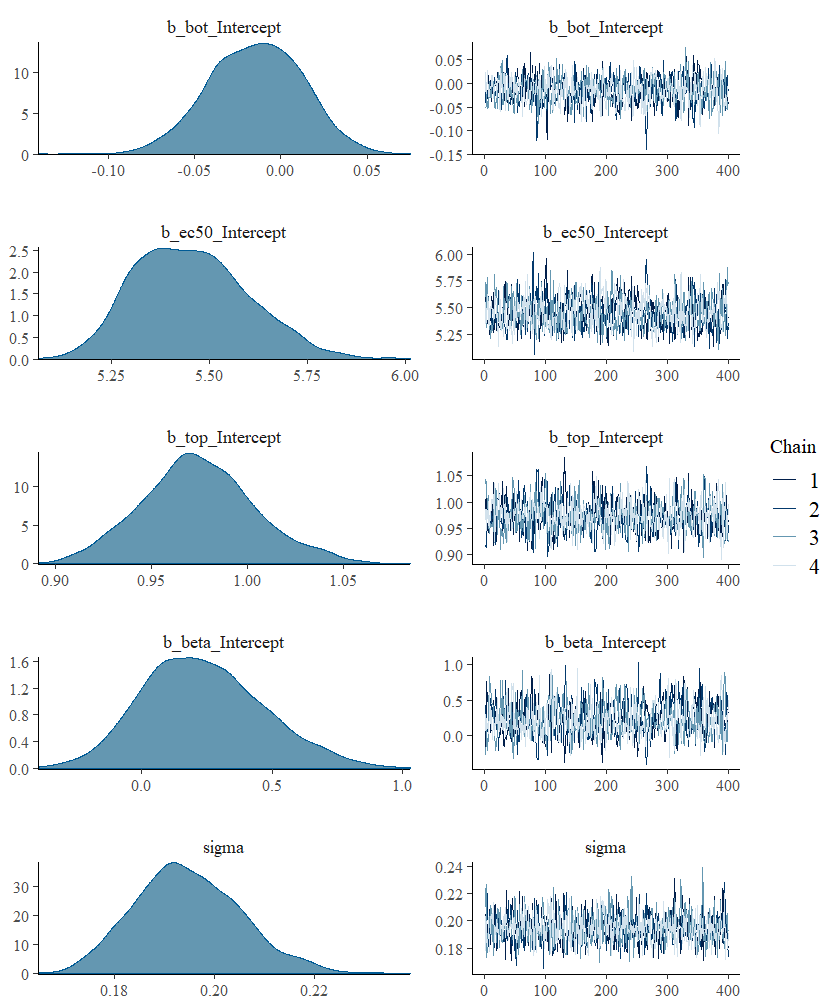 b_bot_Intercept
10
5
0
-0.10 -0.05 0.00 0.05
b_bot_Intercept
0.05
0.00
-0.05
-0.10
-0.15
0 100 200 300 400
b_ec50_Intercept
2.5
2.0
1.5
1.0
0.5
0.0
5.25 5.50 5.75 6.00
b_ec50_Intercept
6.00
5.75
5.50
5.25
0 100 200 300 400
b_top_Intercept
10
5
0
0.90 0.95 1.00 1.05
b_top_Intercept
1.05
1.00
0.95
0.90
0 100 200 300 400
b_beta_Intercept
1.6
1.2
0.8
0.4
0.0
0.0 0.5 1.0
b_beta_Intercept
1.0
0.5
0.0
0 100 200 300 400
sigma
30
20
10
0
0.18 0.20 0.22
sigma
0.24
0.22
0.20
0.18
0 100 200 300 400
Chain
1
2
3
4